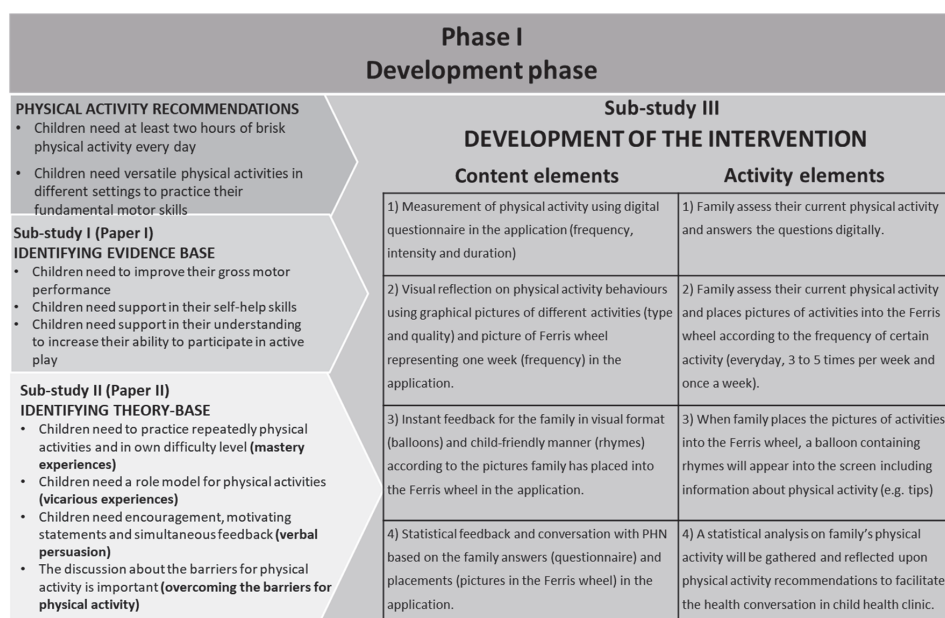 Phase I
Development phase
PHYSICAL ACTIVITY RECOMMENDATIONS
• Children need at least two hours of brisk
physical activity every day
• Children need versatile physical activities in
different settings to practice their
fundamental motor skills
Sub-study I (Paper I)
IDENTIFYING EVIDENCE BASE
• Children need to improve their gross motor
performance
• Children need support in their self-help skills
• Children need support in their understanding
to increase their ability to participate in active
play
Sub-study II (Paper II)
IDENTIFYING THEORY-BASE
• Children need to practice repeatedly physical
activities and in own difficulty level (mastery
experiences)
• Children need a role model for physical activities
(vicarious experiences)
• Children need encouragement, motivating
statements and simultaneous feedback (verbal
persuasion)
• The discussion about the barriers for physical
activity is important (overcoming the barriers for
physical activity)
Sub-study III
DEVELOPMENT OF THE INTERVENTION
Content elements
Activity elements
1) Measurement of physical activity using digital
questionnaire in the application (frequency,
intensity and duration)
1) Family assess their current physical activity
and answers the questions digitally.
2) Visual reflection on physical activity behaviours
using graphical pictures of different activities (type
and quality) and picture of Ferris wheel
representing one week (frequency) in the
application.
2) Family assess their current physical activity
and places pictures of activities into the Ferris
wheel according to the frequency of certain
activity (everyday, 3 to 5 times per week and
once a week).
3) Instant feedback for the family in visual format
(balloons) and child-friendly manner (rhymes)
according to the pictures family has placed into
the Ferris wheel in the application.
3) When family places the pictures of activities
into the Ferris wheel, a balloon containing
rhymes will appear into the screen including
information about physical activity (e.g. tips)
4) Statistical feedback and conversation with PHN
based on the family answers (questionnaire) and
placements (pictures in the Ferris wheel) in the
application.
4) A statistical analysis on family's physical
activity will be gathered and reflected upon
physical activity recommendations to facilitate
the health conversation in child health clinic.